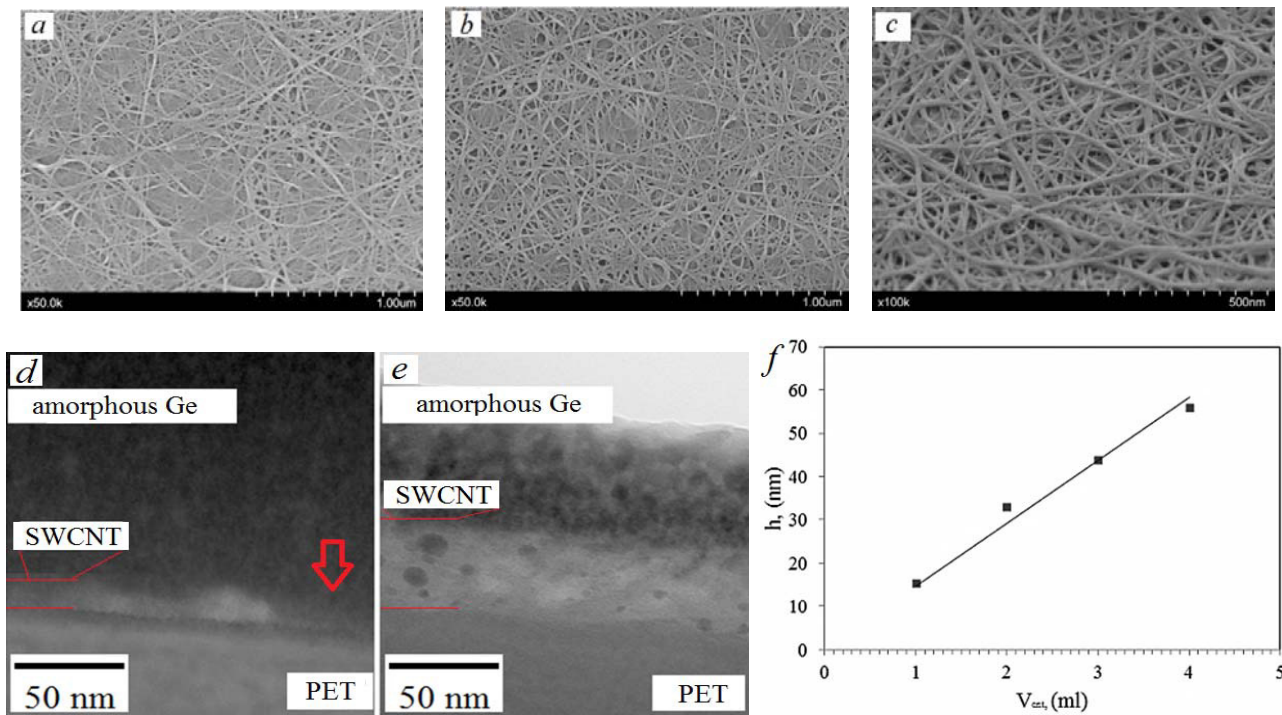 a
b
c
x50.0k 1.00um
x50.0k 1.00um
x100k 500nm
d
amorphous Ge
SWCNT
50 nm
PET
e
amorphous Ge
SWCNT
50 nm
PET
f
70
60
50
40
30
20
10
0
h, (nm)
0 1 2 3 4 5
V_cnt, (ml)